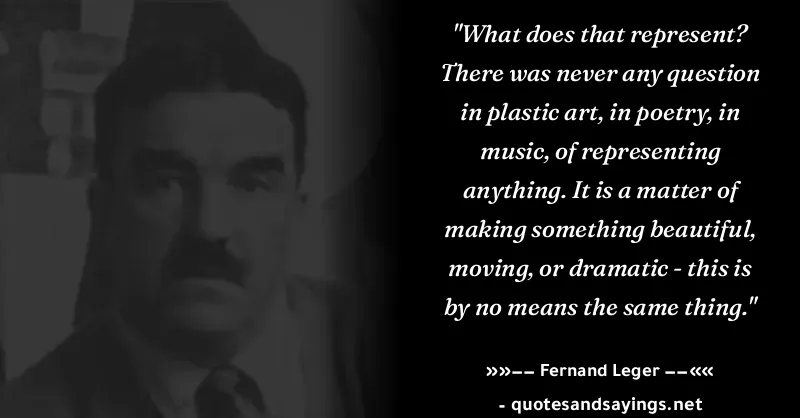 "What does that represent?
There was never any question
in plastic art, in poetry, in
music, of representing
anything. It is a matter of
making something beautiful,
moving, or dramatic - this is
by no means the same thing."
»»−− Fernand Leger −−««
- quotesandsayings.net